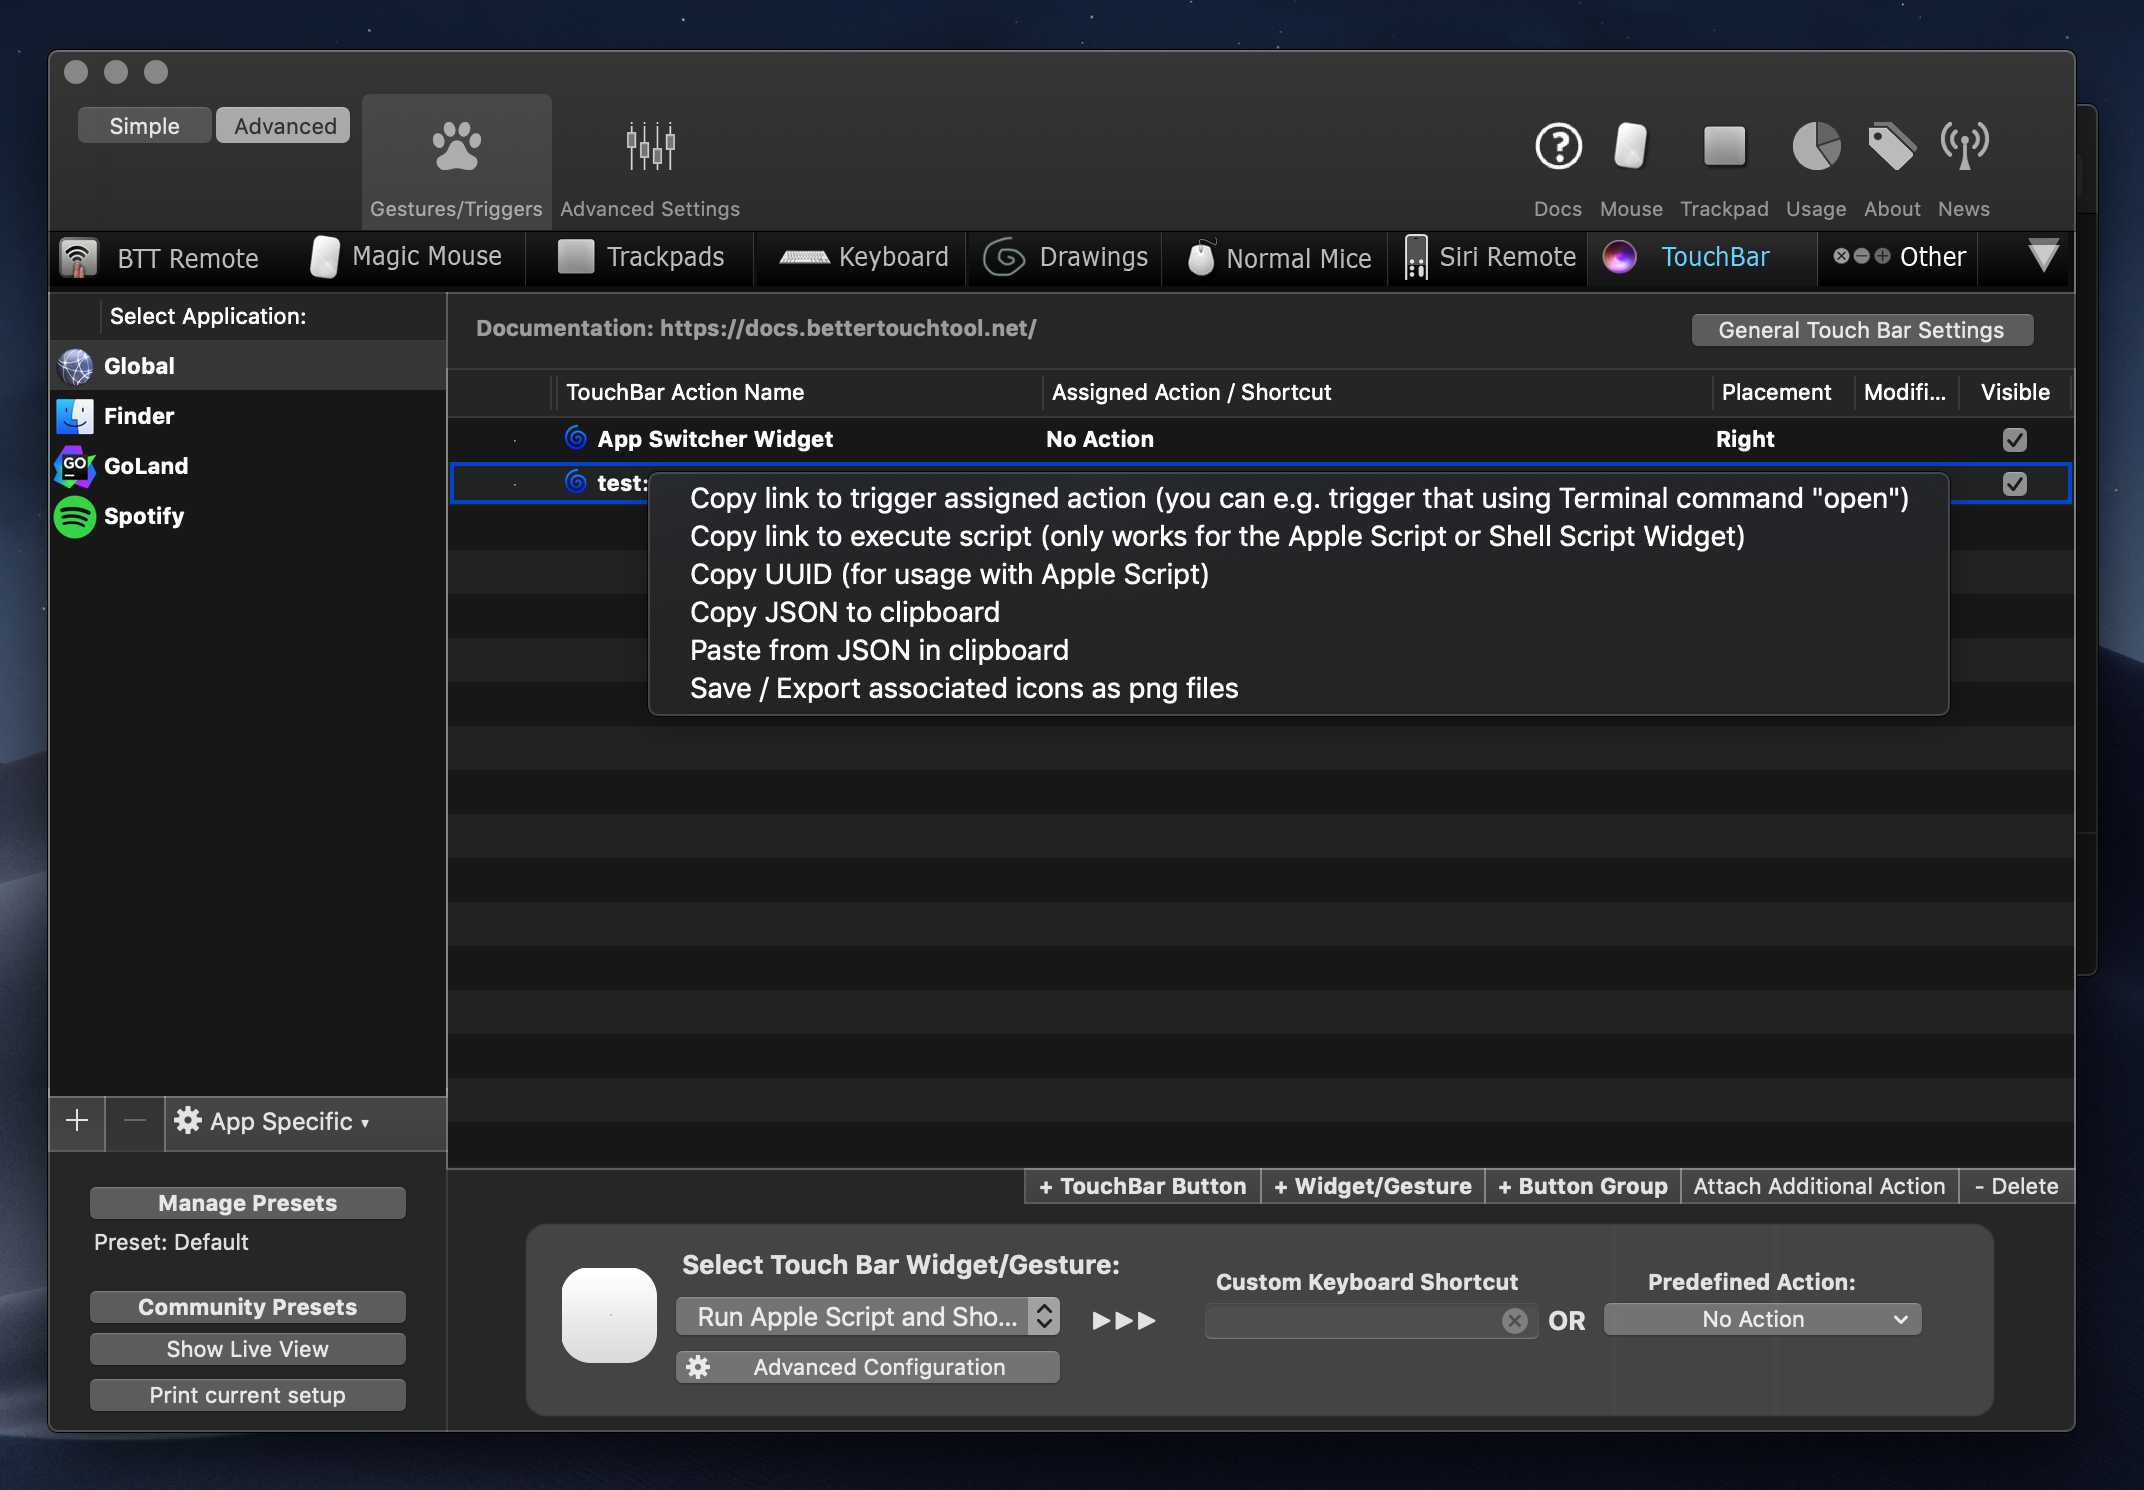 Simple
Advanced
Gestures/Triggers
Advanced Settings
Docs
Mouse
Trackpad
Usage
About
News
BTT Remote
Magic Mouse
Trackpads
Keyboard
Drawings
Normal Mice
Siri Remote
TouchBar
Other
Select Application:
Global
Finder
GO
GoLand
Spotify
Documentation: https://docs.bettertouchtool.net/
General Touch Bar Settings
TouchBar Action Name
Assigned Action / Shortcut
Placement
Modifi...
Visible
App Switcher Widget
No Action
Right
test:
Copy link to trigger assigned action (you can e.g. trigger that using Terminal command "open")
Copy link to execute script (only works for the Apple Script or Shell Script Widget)
Copy UUID (for usage with Apple Script)
Copy JSON to clipboard
Paste from JSON in clipboard
Save / Export associated icons as png files
App Specific
+ TouchBar Button
+ Widget/Gesture
+ Button Group
Attach Additional Action
- Delete
Manage Presets
Preset: Default
Community Presets
Show Live View
Print current setup
Select Touch Bar Widget/Gesture:
Run Apple Script and Sho...
Advanced Configuration
Custom Keyboard Shortcut
OR
Predefined Action:
No Action